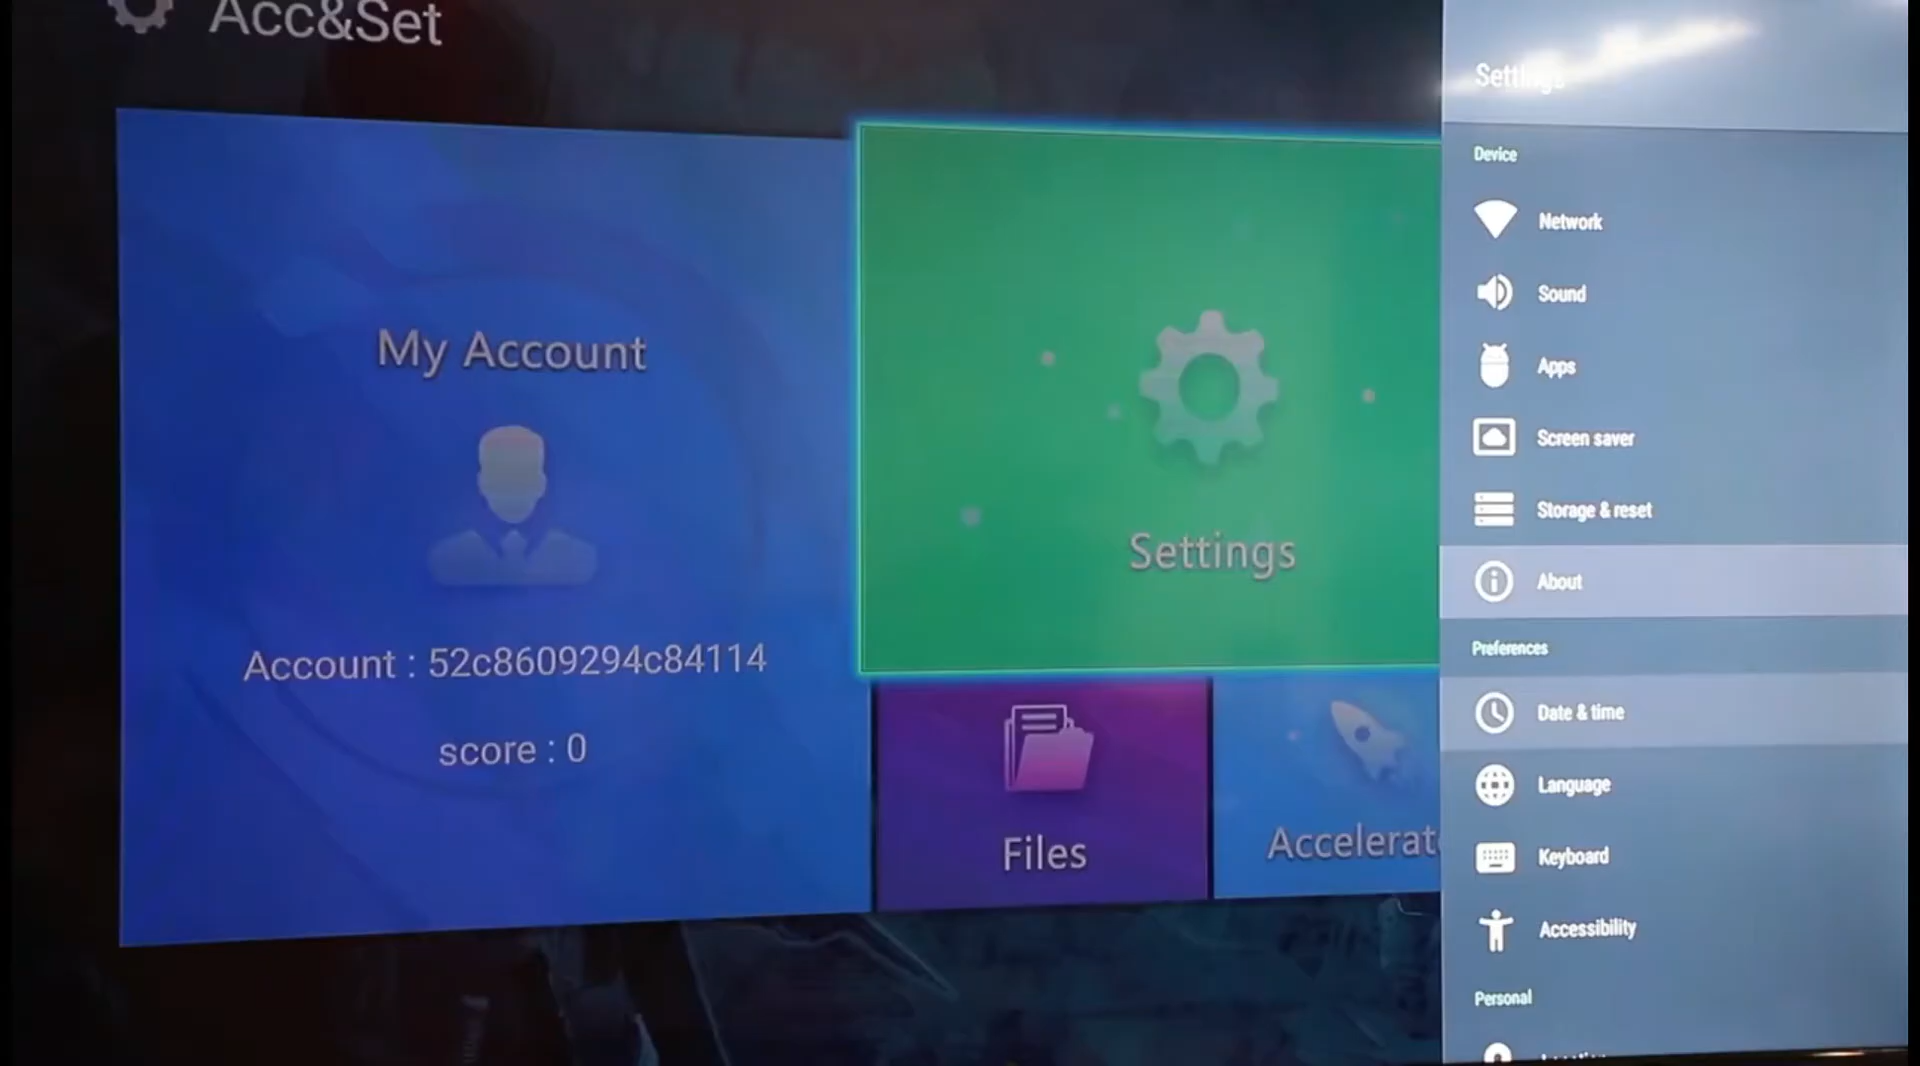 Acc&Set
My Account
Account : 52c8609294c84114
score : 0
Settings
Files
Settings
Device
Network
Sound
Apps
Screen saver
Storage & reset
About
Preferences
Date & time
Language
Keyboard
Accessibility
Personal